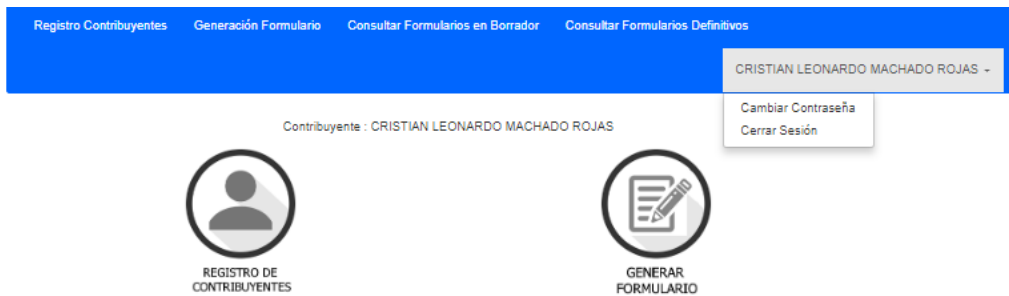 Registro Contribuyentes Generación Formulario Consultar Formularios en Borrador Consultar Formularios Definitivos
CRISTIAN LEONARDO MACHADO ROJAS
Cambiar Contraseña
Cerrar Sesión
Contribuyente : CRISTIAN LEONARDO MACHADO ROJAS
REGISTRO DE
CONTRIBUYENTES
GENERAR
FORMULARIO